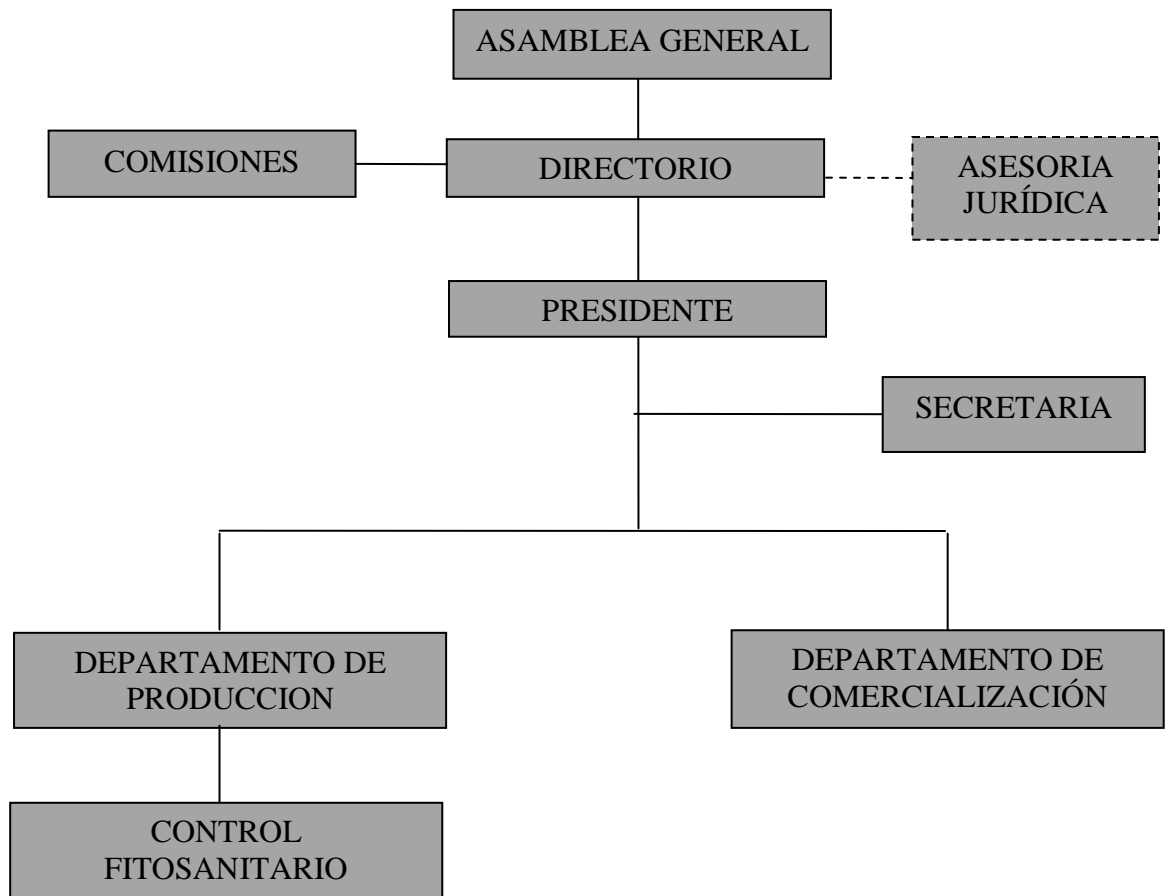 ASAMBLEA GENERAL
COMISIONES
DIRECTORIO
ASESORIA
JURÍDICA
PRESIDENTE
SECRETARIA
DEPARTAMENTO DE
PRODUCCION
DEPARTAMENTO DE
COMERCIALIZACIÓN
CONTROL
FITOSANITARIO